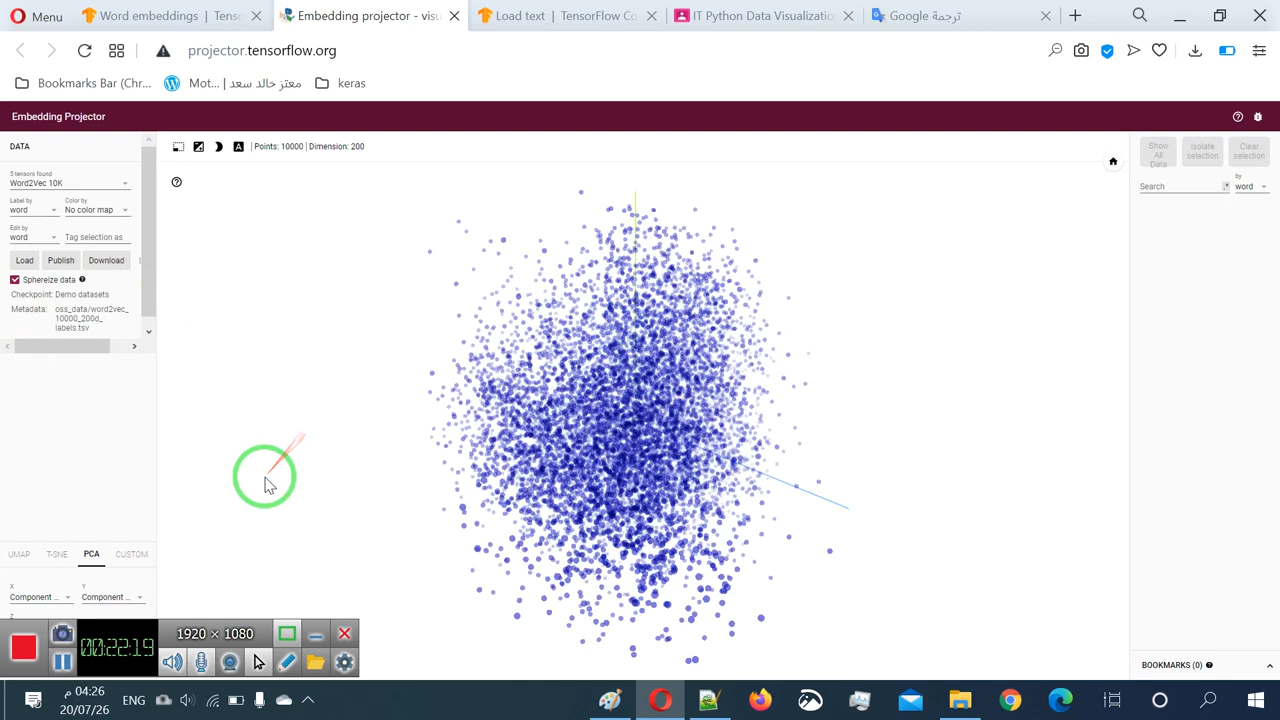 Menu
Word embeddings | Tensor
Embedding projector - visu
Load text | TensorFlow Co
IT Python Data Visualization
ترجمة Google
projector.tensorflow.org
Bookmarks Bar (Chr...
Mot... | معتز خالد سعد
keras
Embedding Projector
DATA
Points: 10000 | Dimension: 200
5 tensors found
Word2Vec 10K
Label by
Color by
word
No color map
Edit by
word
Tag selection as
Load
Publish
Download
Sphereize data
Checkpoint: Demo datasets
Metadata:
oss_data/word2vec_
10000_200d_
labels.tsv
Show
All
Data
Isolate
selection
Clear
selection
Search
.*
by
word
UMAP
T-SNE
PCA
CUSTOM
X
Y
Component ...
Component ...
Z
00:22:19
1920 × 1080
BOOKMARKS (0)
04:26 م
20/07/26
ENG